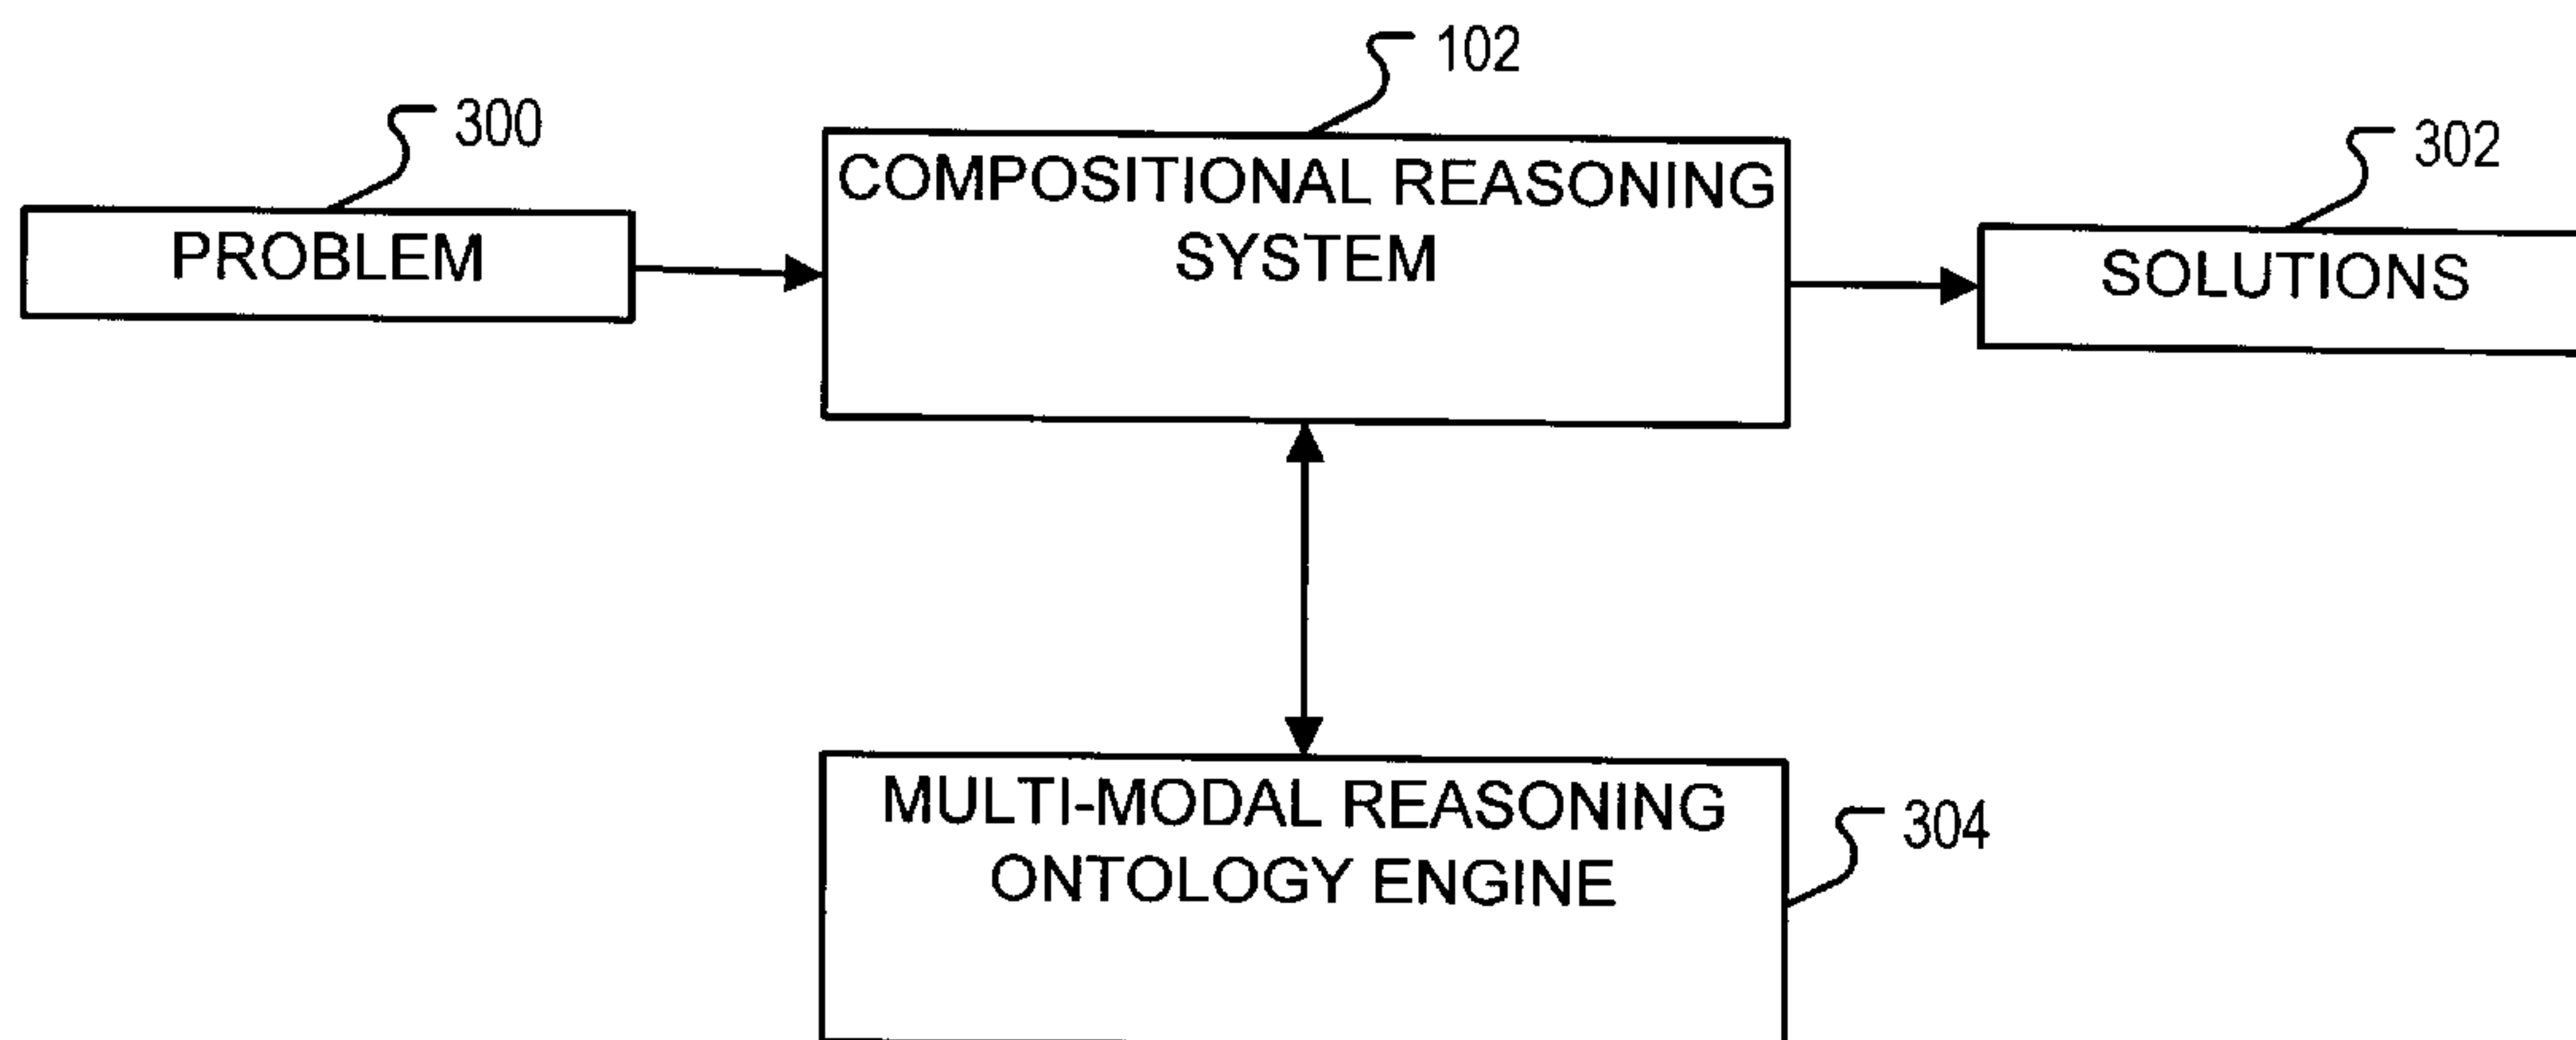 102
300
302
COMPOSITIONAL REASONING
SYSTEM
PROBLEM
SOLUTIONS
MULTI-MODAL REASONING
ONTOLOGY ENGINE
304